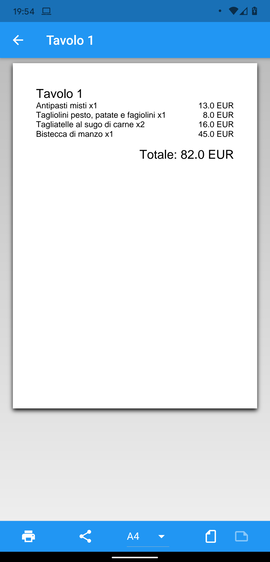 19:54
Tavolo 1
Tavolo 1
Antipasti misti x1 13.0 EUR
Tagliolini pesto, patate e fagiolini x1 8.0 EUR
Tagliatelle al sugo di carne x2 16.0 EUR
Bistecca di manzo x1 45.0 EUR
Totale: 82.0 EUR
A4